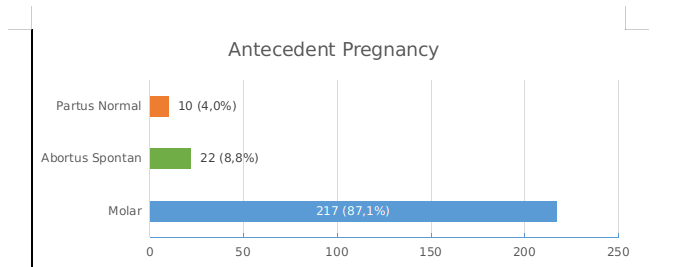 Antecedent Pregnancy
Partus Normal 10 (4,0%)
Abortus Spontan 22 (8,8%)
Molar 217 (87,1%)
0 50 100 150 200 250